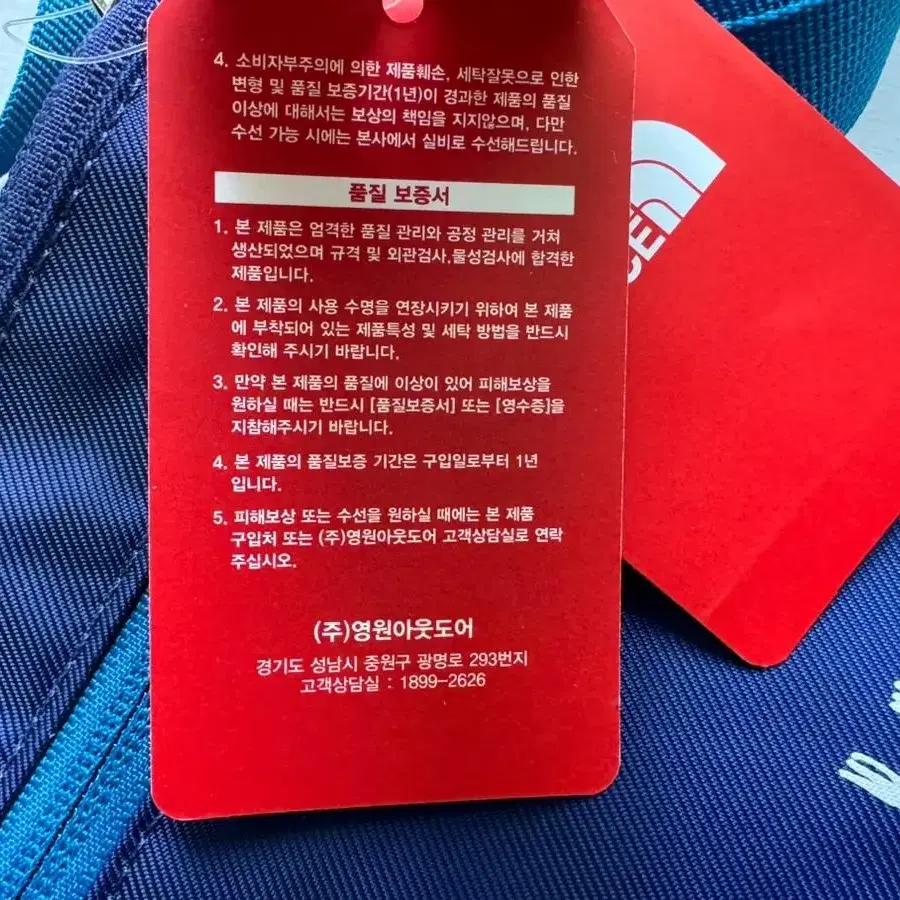 4. 소비자부주의에 의한 제품훼손, 세탁잘못으로 인한
변형 및 품질 보증기간(1년)이 경과한 제품의 품질
이상에 대해서는 보상의 책임을 지지않으며, 다만
수선 가능 시에는 본사에서 실비로 수선해드립니다.
품질 보증서
1. 본 제품은 엄격한 품질 관리와 공정 관리를 거쳐
생산되었으며 규격 및 외관검사,물성검사에 합격한
제품입니다.
2. 본 제품의 사용 수명을 연장시키기 위하여 본 제품
에 부착되어 있는 제품특성 및 세탁 방법을 반드시
확인해 주시기 바랍니다.
3. 만약 본 제품의 품질에 이상이 있어 피해보상을
원하실 때는 반드시 [품질보증서] 또는 [영수증]을
지참해주시기 바랍니다.
4. 본 제품의 품질보증 기간은 구입일로부터 1년
입니다.
5. 피해보상 또는 수선을 원하실 때에는 본 제품
구입처 또는 (주)영원아웃도어 고객상담실로 연락
주십시오.
(주)영원아웃도어
경기도 성남시 중원구 광명로 293번지
고객상담실 : 1899-2626